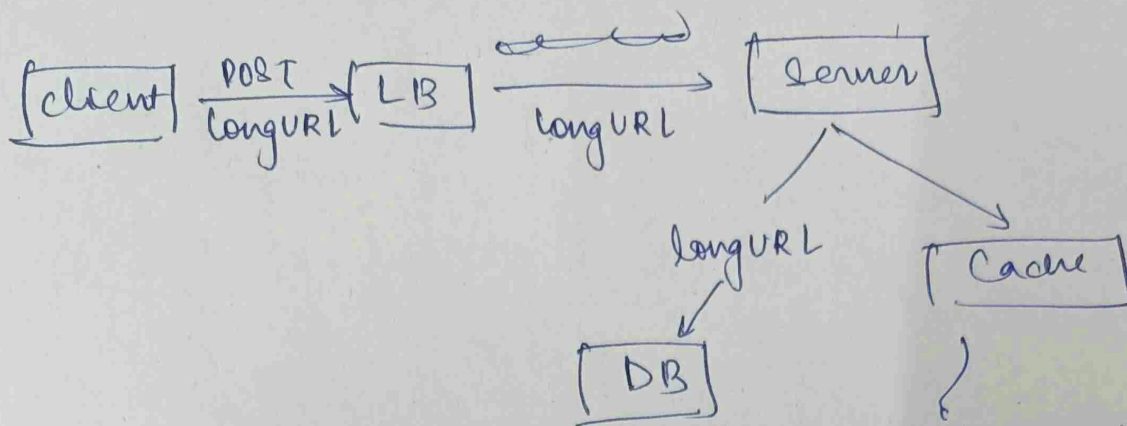 client
POST
longURL
LB
longURL
Server
longURL
Cache
DB